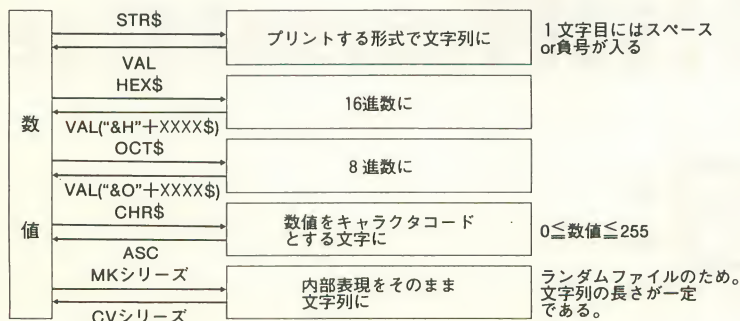 STR$
プリントする形式で文字列に
1文字目にはスペース
or負号が入る
VAL
HEX$
16進数に
数
VAL("&H"+XXXX$)
OCT$
8進数に
VAL("&O"+XXXX$)
CHR$
値
数値をキャラクタコード
とする文字に
0≦数値≦255
ASC
MKシリーズ
内部表現をそのまま
文字列に
ランダムファイルのため。
文字列の長さが一定
である。
CVシリーズ